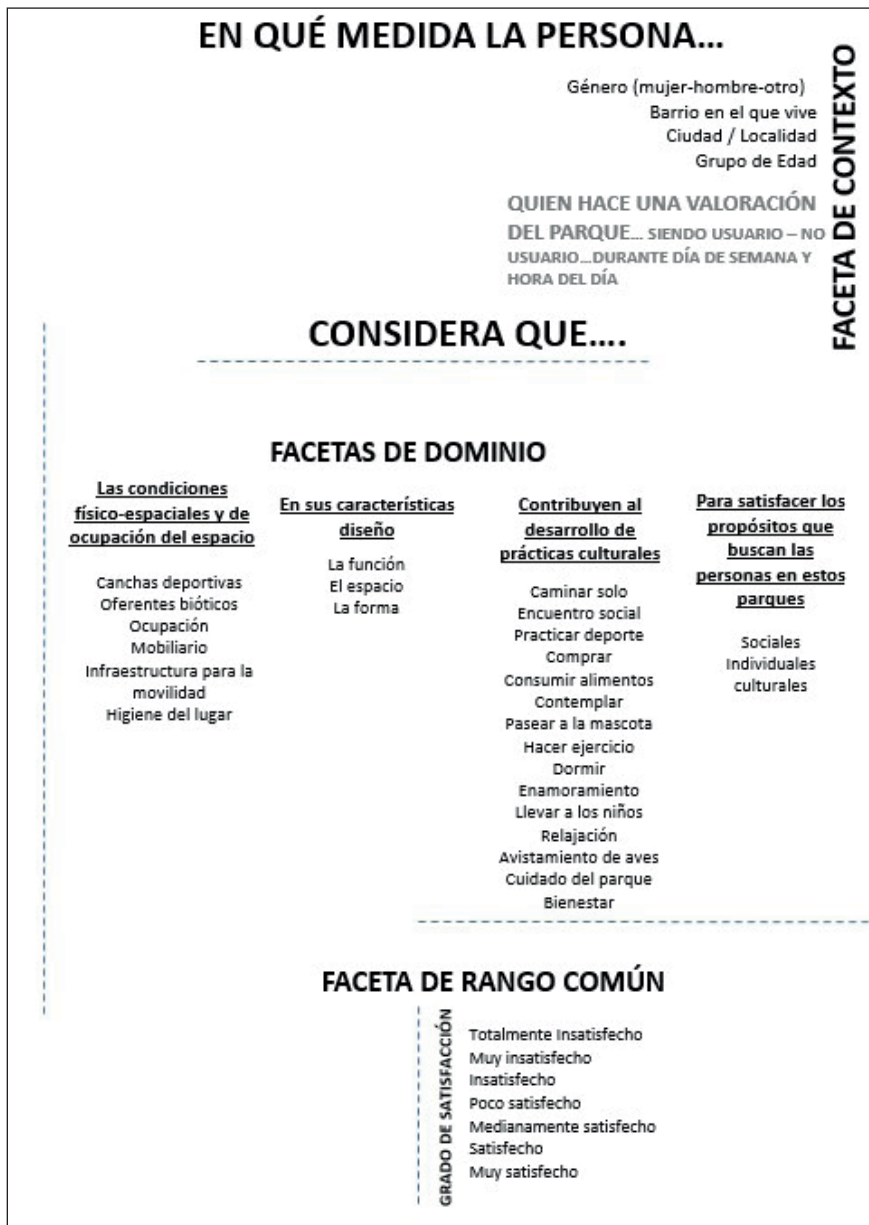 EN QUÉ MEDIDA LA PERSONA...
Género (mujer-hombre-otro)
Barrio en el que vive
Ciudad / Localidad
Grupo de Edad
QUIEN HACE UNA VALORACIÓN
DEL PARQUE... SIENDO USUARIO – NO
USUARIO...DURANTE DÍA DE SEMANA Y
HORA DEL DÍA
FACETA DE CONTEXTO
CONSIDERA QUE....
FACETAS DE DOMINIO
Las condiciones
físico-espaciales y de
ocupación del espacio
Canchas deportivas
Oferentes bióticos
Ocupación
Mobiliario
Infraestructura para la
movilidad
Higiene del lugar
En sus características
diseño
La función
El espacio
La forma
Contribuyen al
desarrollo de
prácticas culturales
Caminar solo
Encuentro social
Practicar deporte
Comprar
Consumir alimentos
Contemplar
Pasear a la mascota
Hacer ejercicio
Dormir
Enamoramiento
Llevar a los niños
Relajación
Avistamiento de aves
Cuidado del parque
Bienestar
Para satisfacer los
propósitos que
buscan las
personas en estos
parques
Sociales
Individuales
culturales
FACETA DE RANGO COMÚN
GRADO DE SATISFACCIÓN
Totalmente Insatisfecho
Muy insatisfecho
Insatisfecho
Poco satisfecho
Medianamente satisfecho
Satisfecho
Muy satisfecho